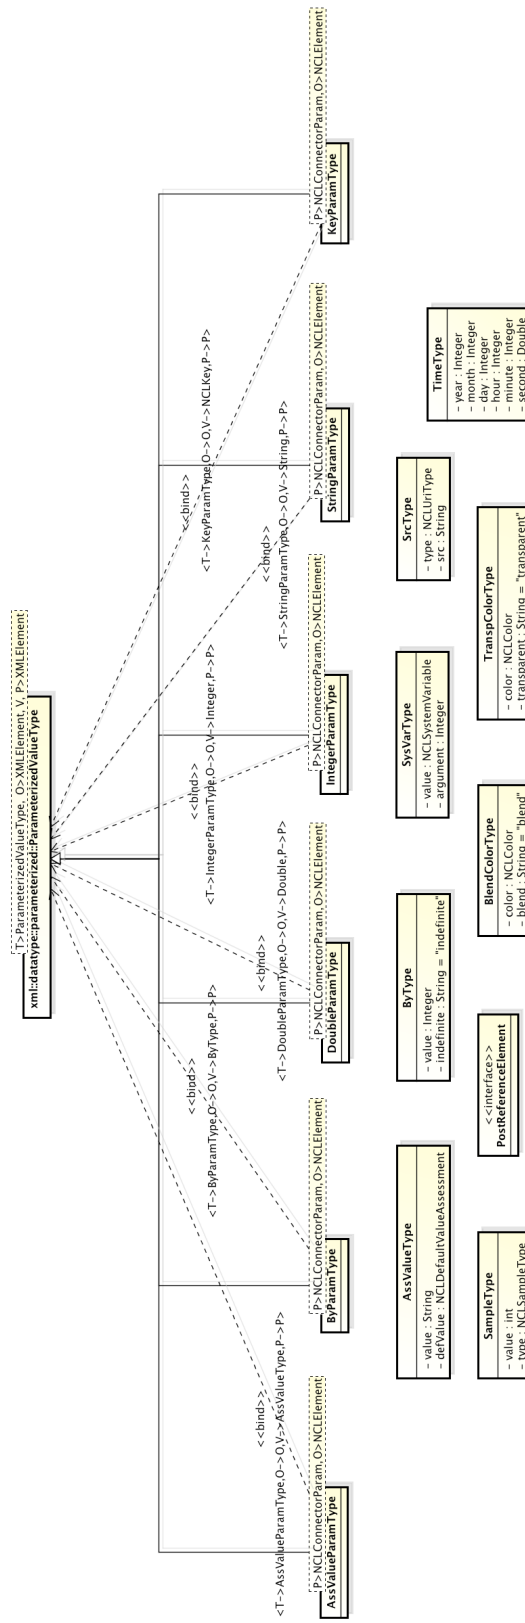 T>ParameterizedValueType, O>XMLElement, V, P>XMLElement
xml::datatype::parameterized::ParameterizedValueType
<<bind>>
<T->AssValueParamType,O->O,V->AssValueType,P->P>
<<bind>>
<T->ByParamType,O->O,V->ByType,P->P>
<<bind>>
<T->DoubleParamType,O->O,V->Double,P->P>
<<bind>>
<T->IntegerParamType,O->O,V->Integer,P->P>
<<bind>>
<T->StringParamType,O->O,V->String,P->P>
<<bind>>
<T->KeyParamType,O->O,V->NCLKey,P->P>
P>NCLConnectorParam,O>NCLElement
AssValueParamType
P>NCLConnectorParam,O>NCLElement
ByParamType
P>NCLConnectorParam,O>NCLElement
DoubleParamType
P>NCLConnectorParam,O>NCLElement
IntegerParamType
P>NCLConnectorParam,O>NCLElement
StringParamType
P>NCLConnectorParam,O>NCLElement
KeyParamType
AssValueType
- value : String
- defValue : NCLDefaultValueAssessment
ByType
- value : Integer
- indefinite : String = "indefinite"
SysVarType
- value : NCLSystemVariable
- argument : Integer
SrcType
- type : NCLUriType
- src : String
TimeType
- year : Integer
- month : Integer
- day : Integer
- hour : Integer
- minute : Integer
- second : Double
SampleType
- value : int
- type : NCLSampleType
<<interface>>
PostReferenceElement
BlendColorType
- color : NCLColor
- blend : String = "blend"
TranspColorType
- color : NCLColor
- transparent : String = "transparent"